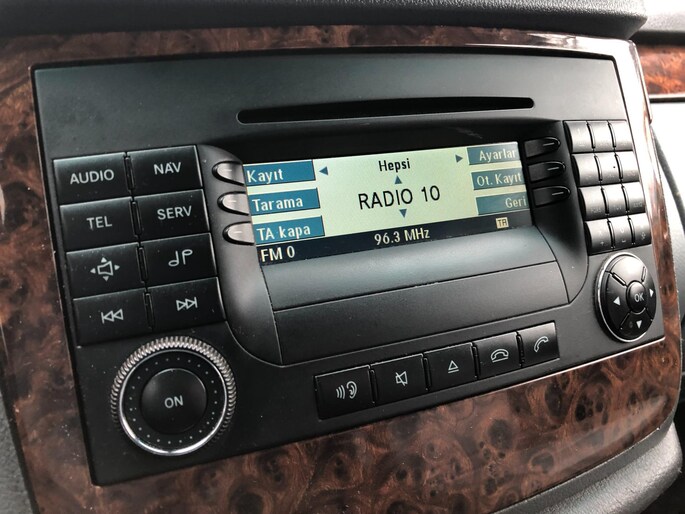 AUDIO
NAV
TEL
SERV
ON
Kayıt
Hepsi
Ayarlar
Tarama
RADIO 10
Ot. Kayıt
TA kapa
Geri
FM 0
96.3 MHz
TA
OK